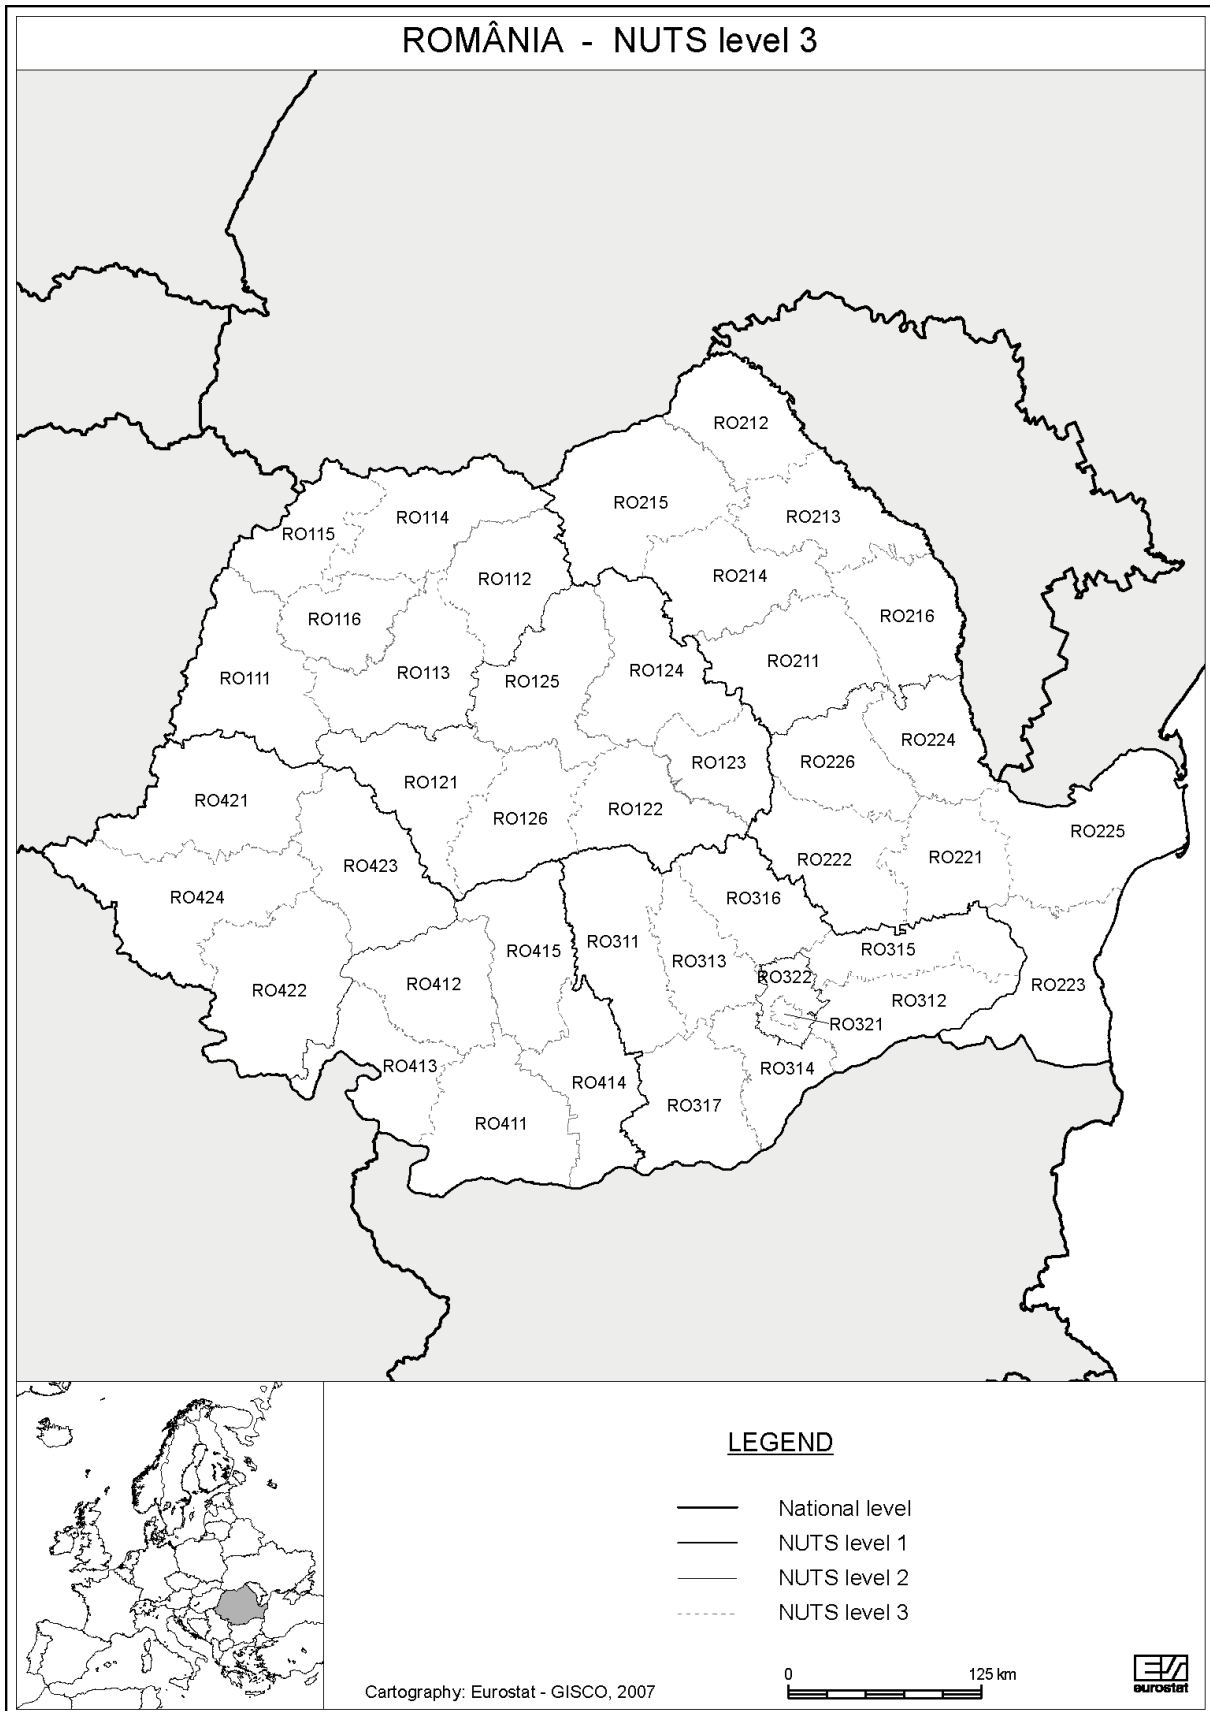 ROMÂNIA - NUTS level 3
RO212
RO215
RO114
RO213
RO115
RO112
RO214
RO116
RO216
RO211
RO124
RO113
RO111
RO125
RO224
RO123
RO226
RO121
RO421
RO122
RO126
RO225
RO221
RO222
RO423
RO424
RO316
RO311
RO315
RO415
RO313
RO322
RO412
RO223
RO422
RO312
RO321
RO413
RO314
RO414
RO317
RO411
LEGEND
National level
NUTS level 1
NUTS level 2
NUTS level 3
0 125 km
Cartography: Eurostat - GISCO, 2007
eurostat